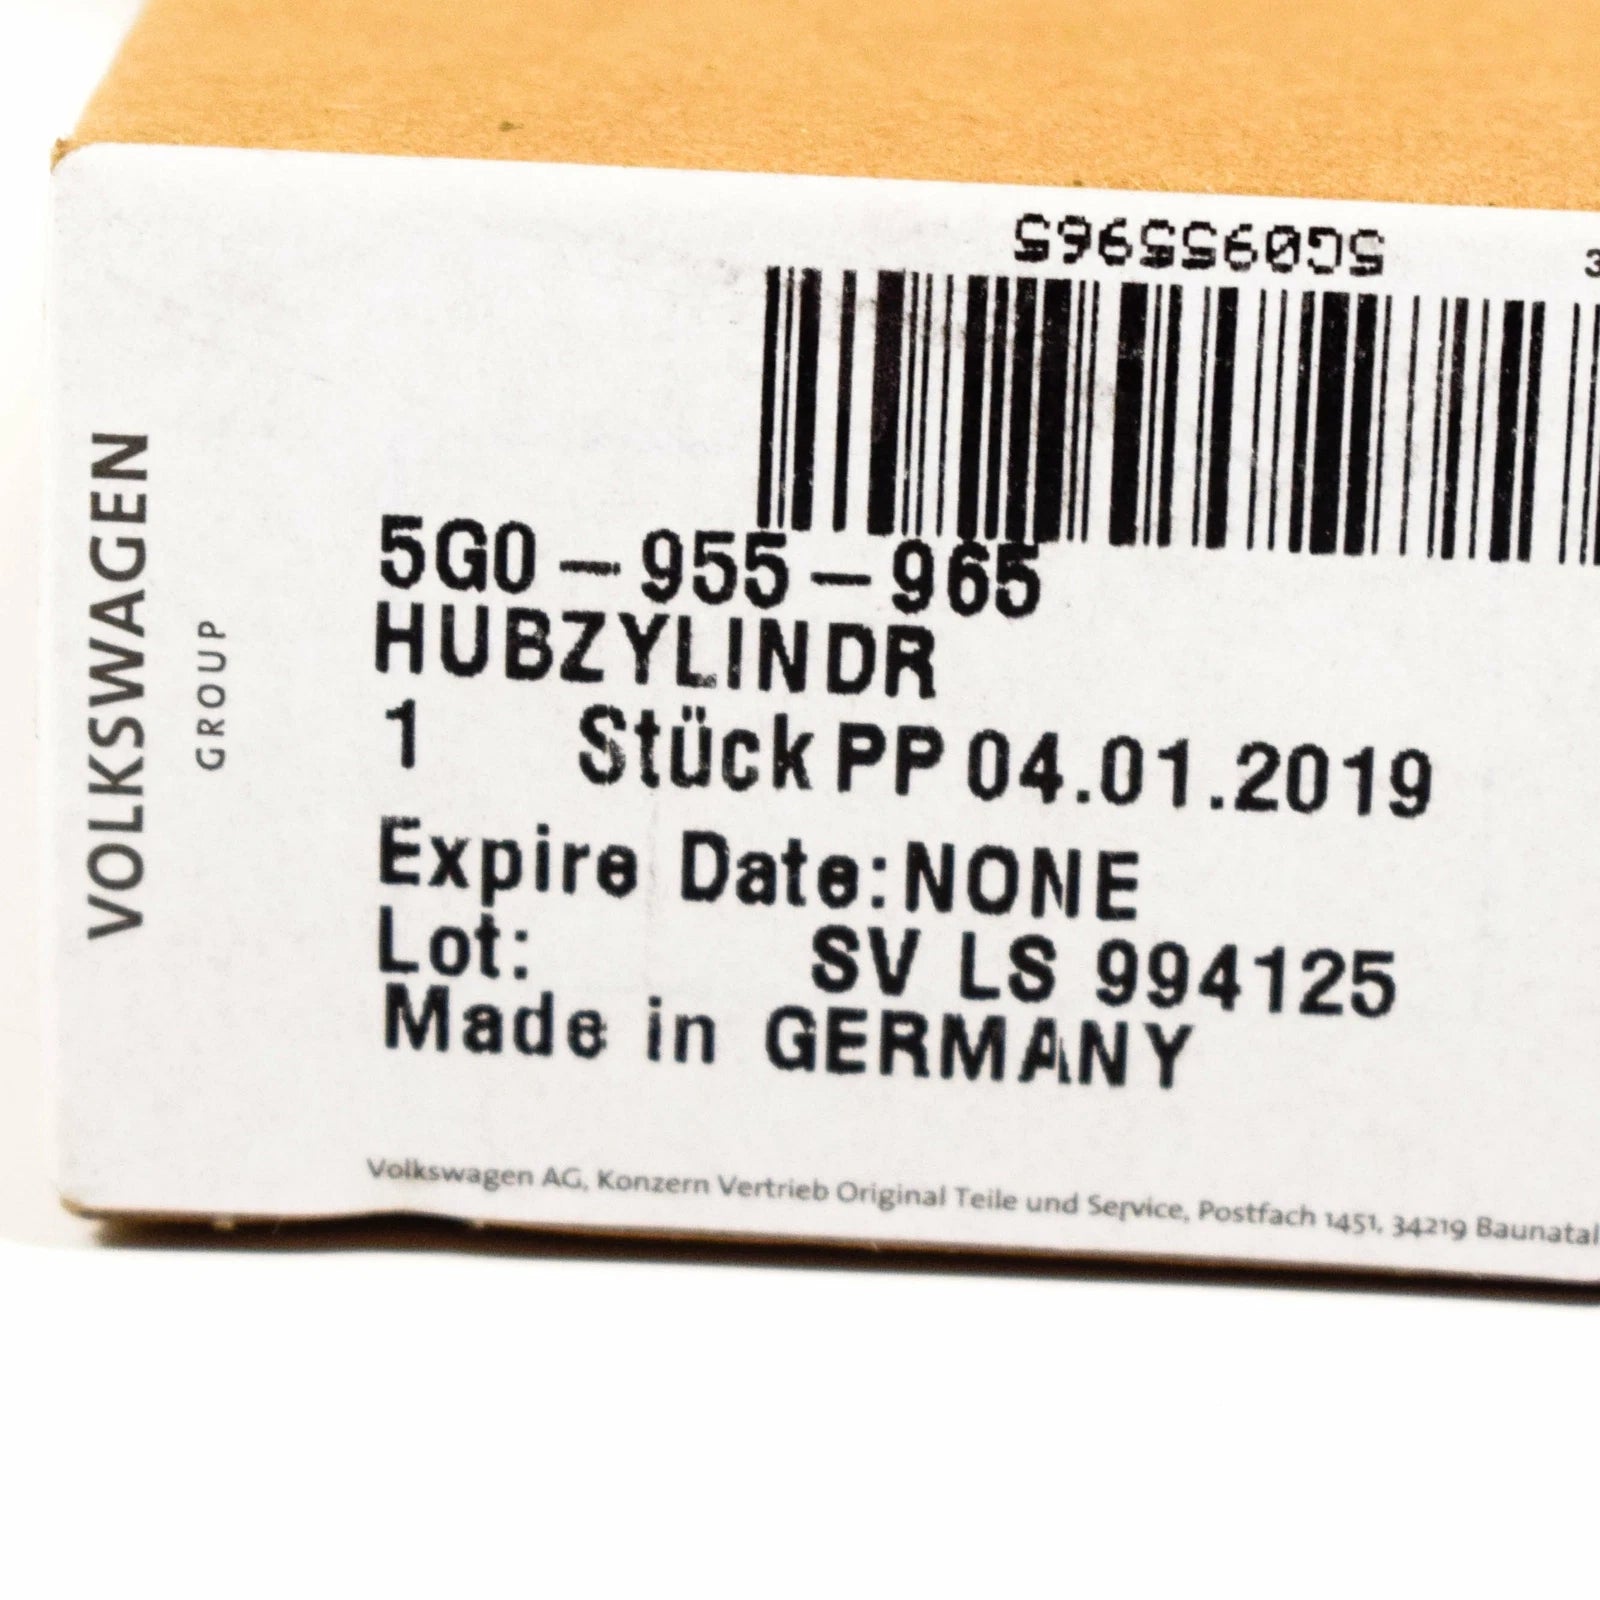 5G0955965
VOLKSWAGEN
GROUP
5G0-955-965
HUBZYLINDR
1 Stück PP 04.01.2019
Expire Date:NONE
Lot: SV LS 994125
Made in GERMANY
Volkswagen AG, Konzern Vertrieb Original Teile und Service, Postfach 1451, 34219 Baunatal